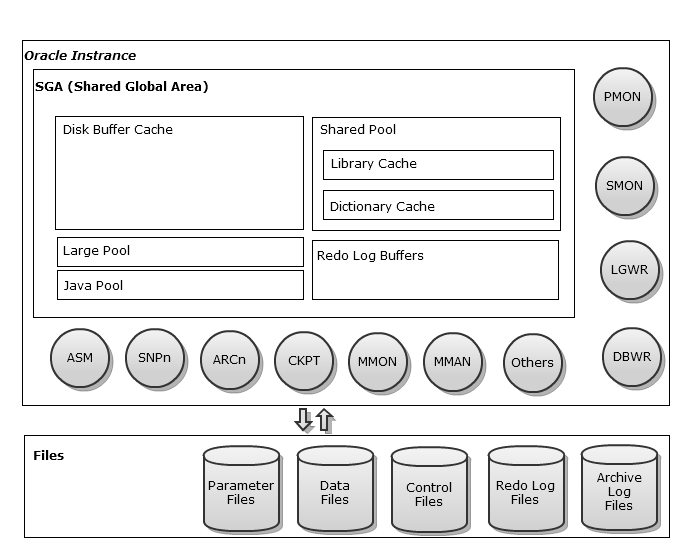 Oracle Instrance
SGA (Shared Global Area)
Disk Buffer Cache
Shared Pool
Library Cache
Dictionary Cache
Large Pool
Java Pool
Redo Log Buffers
PMON
SMON
LGWR
DBWR
ASM
SNPn
ARCn
CKPT
MMON
MMAN
Others
Files
Parameter
Files
Data
Files
Control
Files
Redo Log
Files
Archive
Log
Files